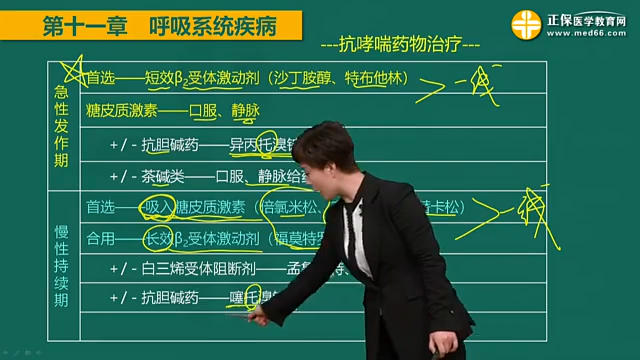 第十一章 呼吸系统疾病
正保医学教育网
www.med66.com
---抗哮喘药物治疗---
急性发作期
首选——短效β2受体激动剂（沙丁胺醇、特布他林）
糖皮质激素——口服、静脉
+/-抗胆碱药——异丙托溴
+/-茶碱类——口服、静脉给
慢性持续期
首选——吸入糖皮质激素（倍氯米松、 卡松）
合用——长效β2受体激动剂（福莫特罗
+/-白三烯受体阻断剂——孟 等、
+/-抗胆碱药——噻托溴